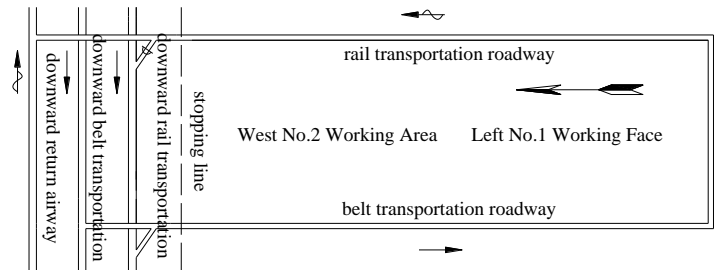 downward return airway
downward belt transportation
downward rail transportation
stopping line
rail transportation roadway
West No.2 Working Area
Left No.1 Working Face
belt transportation roadway